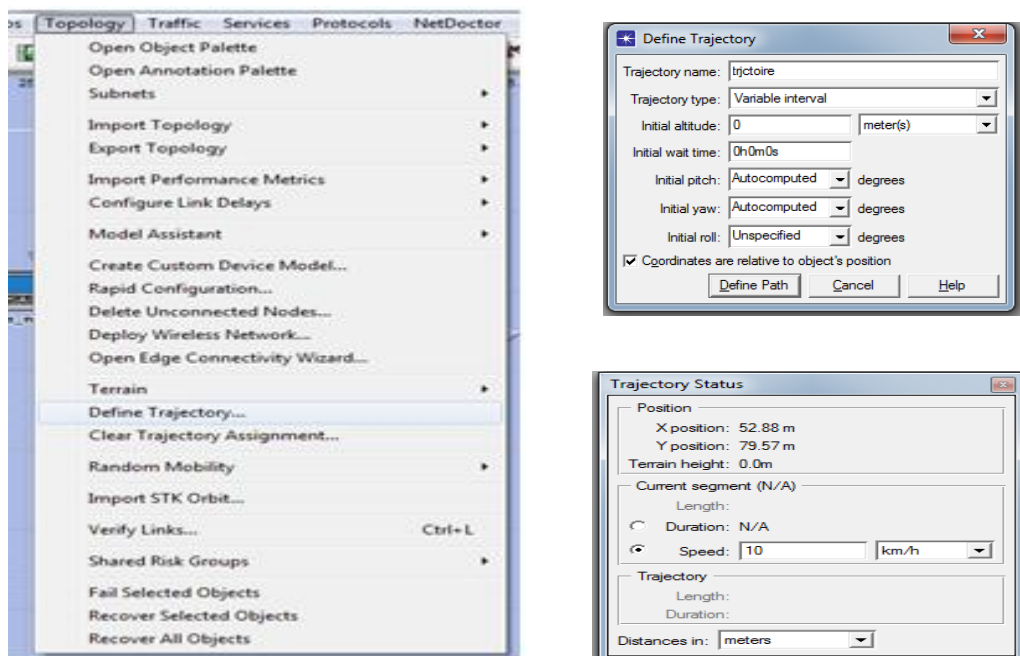 os Topology Traffic Services Protocols NetDoctor
Open Object Palette
Open Annotation Palette
Subnets
Import Topology
Export Topology
Import Performance Metrics
Configure Link Delays
Model Assistant
Create Custom Device Model...
Rapid Configuration...
Delete Unconnected Nodes...
Deploy Wireless Network...
Open Edge Connectivity Wizard...
Terrain
Define Trajectory...
Clear Trajectory Assignment...
Random Mobility
Import STK Orbit...
Verify Links... Ctrl+L
Shared Risk Groups
Fail Selected Objects
Recover Selected Objects
Recover All Objects
Define Trajectory
Trajectory name: trjctoire
Trajectory type: Variable interval
Initial altitude: 0 meter(s)
Initial wait time: 0h0m0s
Initial pitch: Autocomputed degrees
Initial yaw: Autocomputed degrees
Initial roll: Unspecified degrees
Coordinates are relative to object's position
Define Path Cancel Help
Trajectory Status
Position
X position: 52.88 m
Y position: 79.57 m
Terrain height: 0.0m
Current segment (N/A)
Length:
Duration: N/A
Speed: 10 km/h
Trajectory
Length:
Duration:
Distances in: meters